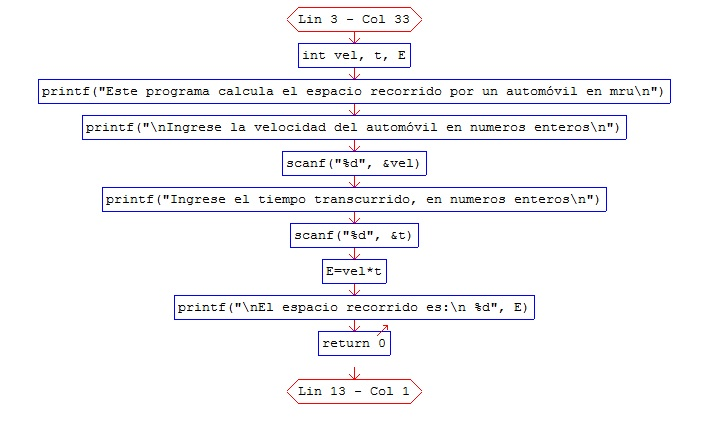 Lin 3 - Col 33
int vel, t, E
printf("Este programa calcula el espacio recorrido por un automóvil en mru\n")
printf("\nIngrese la velocidad del automóvil en numeros enteros\n")
scanf("%d", &vel)
printf("Ingrese el tiempo transcurrido, en numeros enteros\n")
scanf("%d", &t)
E=vel*t
printf("\nEl espacio recorrido es:\n %d", E)
return 0
Lin 13 - Col 1